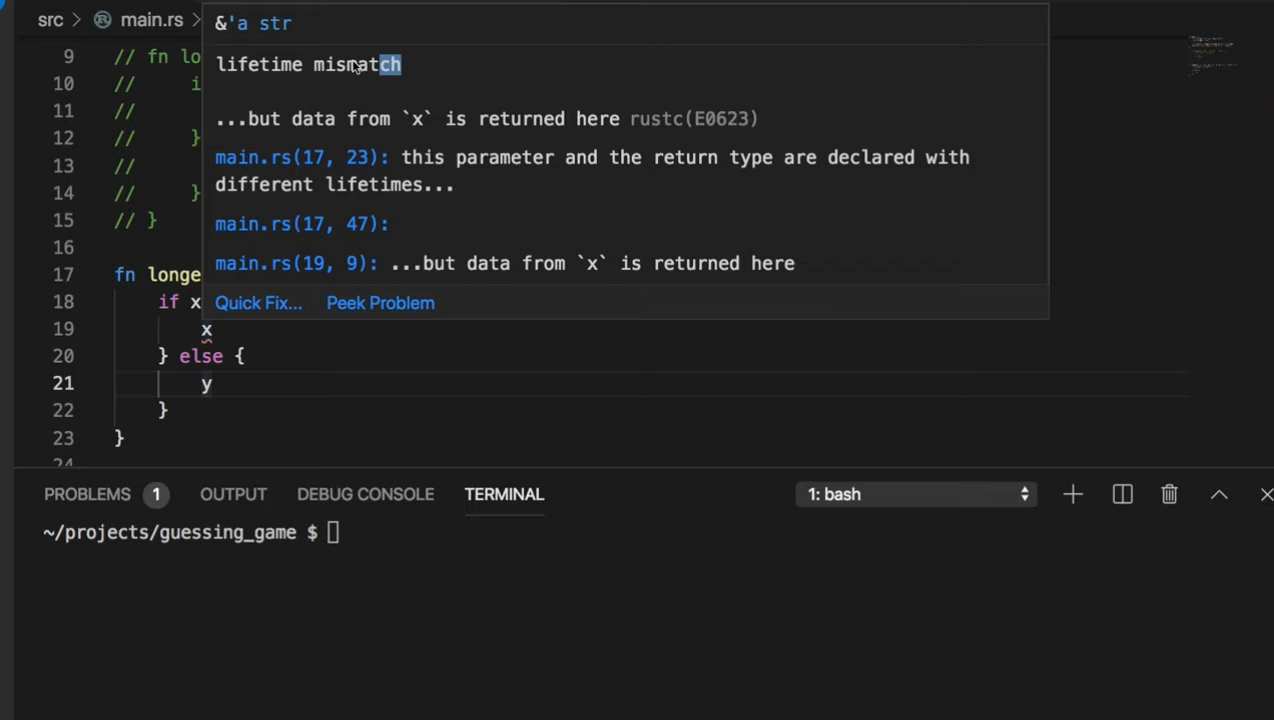 src > main.rs >
&'a str
lifetime mismatch
...but data from `x` is returned here rustc(E0623)
main.rs(17, 23): this parameter and the return type are declared with
different lifetimes...
main.rs(17, 47):
main.rs(19, 9): ...but data from `x` is returned here
Quick Fix... Peek Problem
9 // fn lo
10 // i
11 //
12 // }
13 //
14 // }
15 // }
16
17 fn longe
18 if x
19 x
20 } else {
21 y
22 }
23 }
24
PROBLEMS 1 OUTPUT DEBUG CONSOLE TERMINAL 1: bash
~/projects/guessing_game $